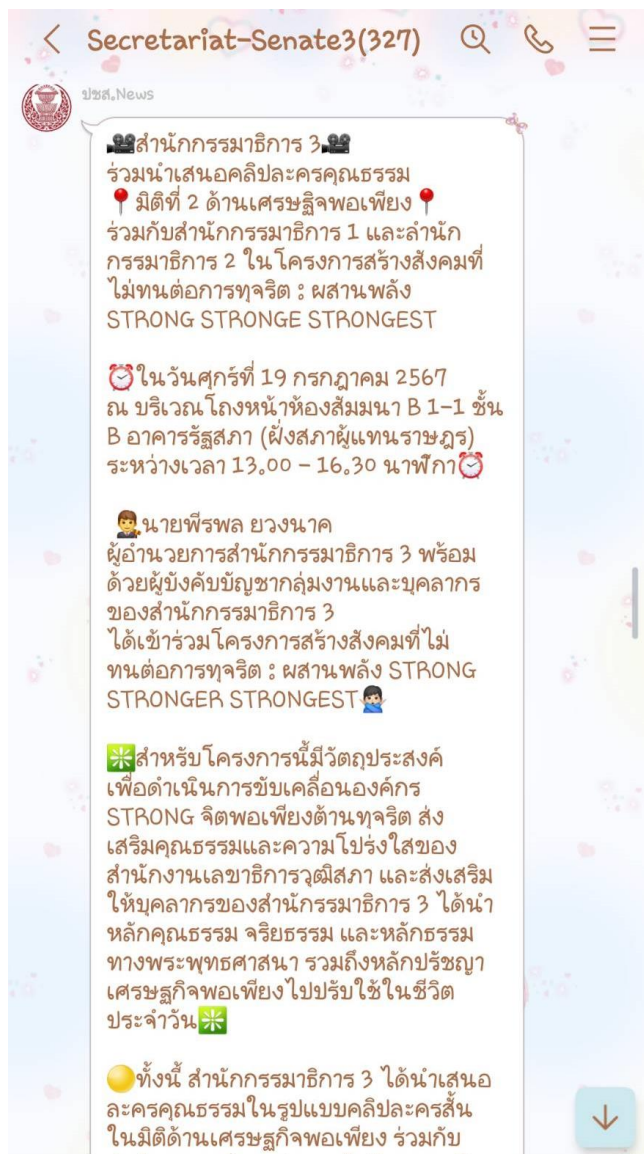 Secretariat-Senate3(327)
ปชส.News
🎥สำนักกรรมาธิการ 3🎥
ร่วมนำเสนอคลิปละครคุณธรรม
📍มิติที่ 2 ด้านเศรษฐิจพอเพียง📍
ร่วมกับสำนักกรรมาธิการ 1 และลำนัก
กรรมาธิการ 2 ในโครงการสร้างสังคมที่
ไม่ทนต่อการทุจริต : ผสานพลัง
STRONG STRONGE STRONGEST
⏰ในวันศุกร์ที่ 19 กรกฎาคม 2567
ณ บริเวณโถงหน้าห้องสัมมนา B 1-1 ชั้น
B อาคารรัฐสภา (ฝั่งสภาผู้แทนราษฎร)
ระหว่างเวลา 13.00 - 16.30 นาฬิกา⏰
👨‍💼นายพีรพล ยวงนาค
ผู้อำนวยการสำนักกรรมาธิการ 3 พร้อม
ด้วยผู้บังคับบัญชากลุ่มงานและบุคลากร
ของสำนักกรรมาธิการ 3
ได้เข้าร่วมโครงการสร้างสังคมที่ไม่
ทนต่อการทุจริต : ผสานพลัง STRONG
STRONGER STRONGEST🙅🏻‍♂️
❇️สำหรับโครงการนี้มีวัตถุประสงค์
เพื่อดำเนินการขับเคลื่อนองค์กร
STRONG จิตพอเพียงต้านทุจริต ส่ง
เสริมคุณธรรมและความโปร่งใสของ
สำนักงานเลขาธิการวุฒิสภา และส่งเสริม
ให้บุคลากรของสำนักรรมาธิการ 3 ได้นำ
หลักคุณธรรม จริยธรรม และหลักธรรม
ทางพระพุทธศาสนา รวมถึงหลักปรัชญา
เศรษฐกิจพอเพียงไปปรับใช้ในชีวิต
ประจำวัน❇️
🟡ทั้งนี้ สำนักกรรมาธิการ 3 ได้นำเสนอ
ละครคุณธรรมในรูปแบบคลิปละครสั้น
ในมิติด้านเศรษฐกิจพอเพียง ร่วมกับ